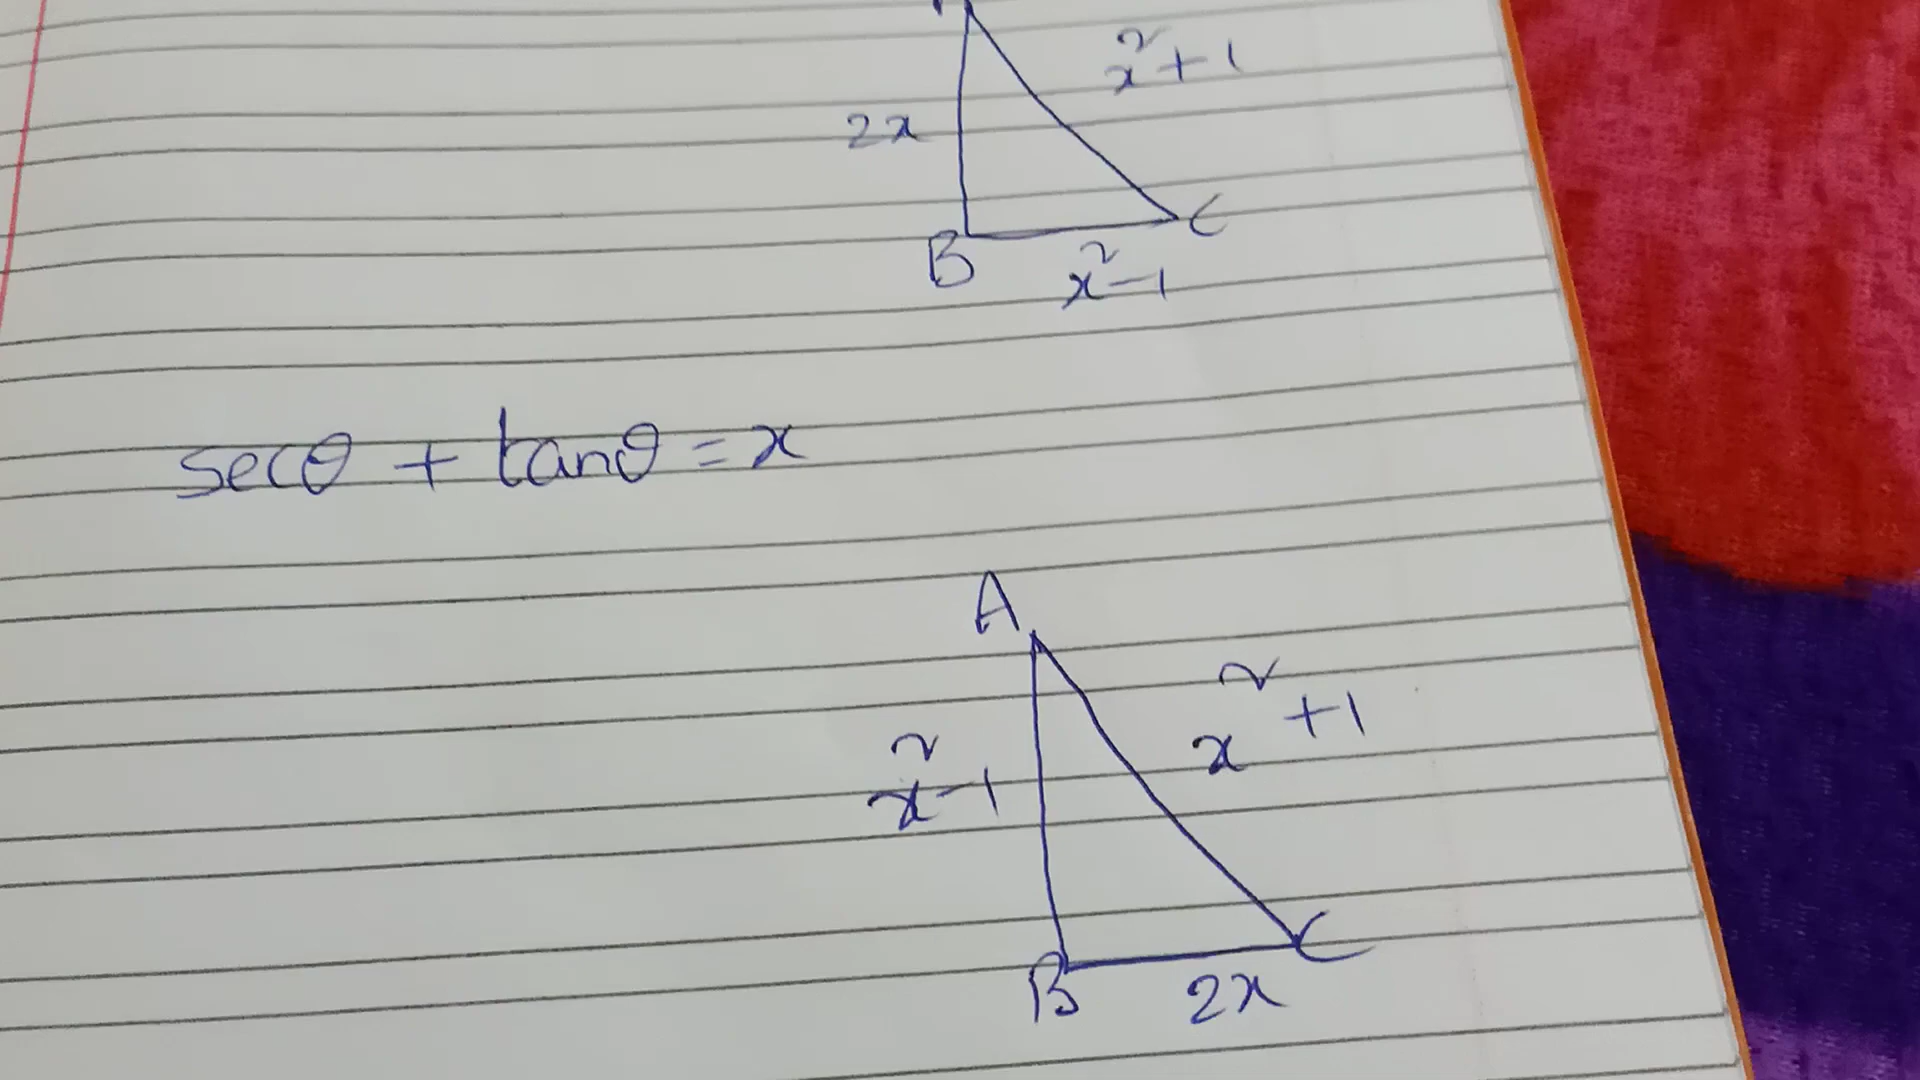 x²+1
2x
B
C
x²-1
secθ + tanθ = x
A
x²+1
x²-1
B
C
2x